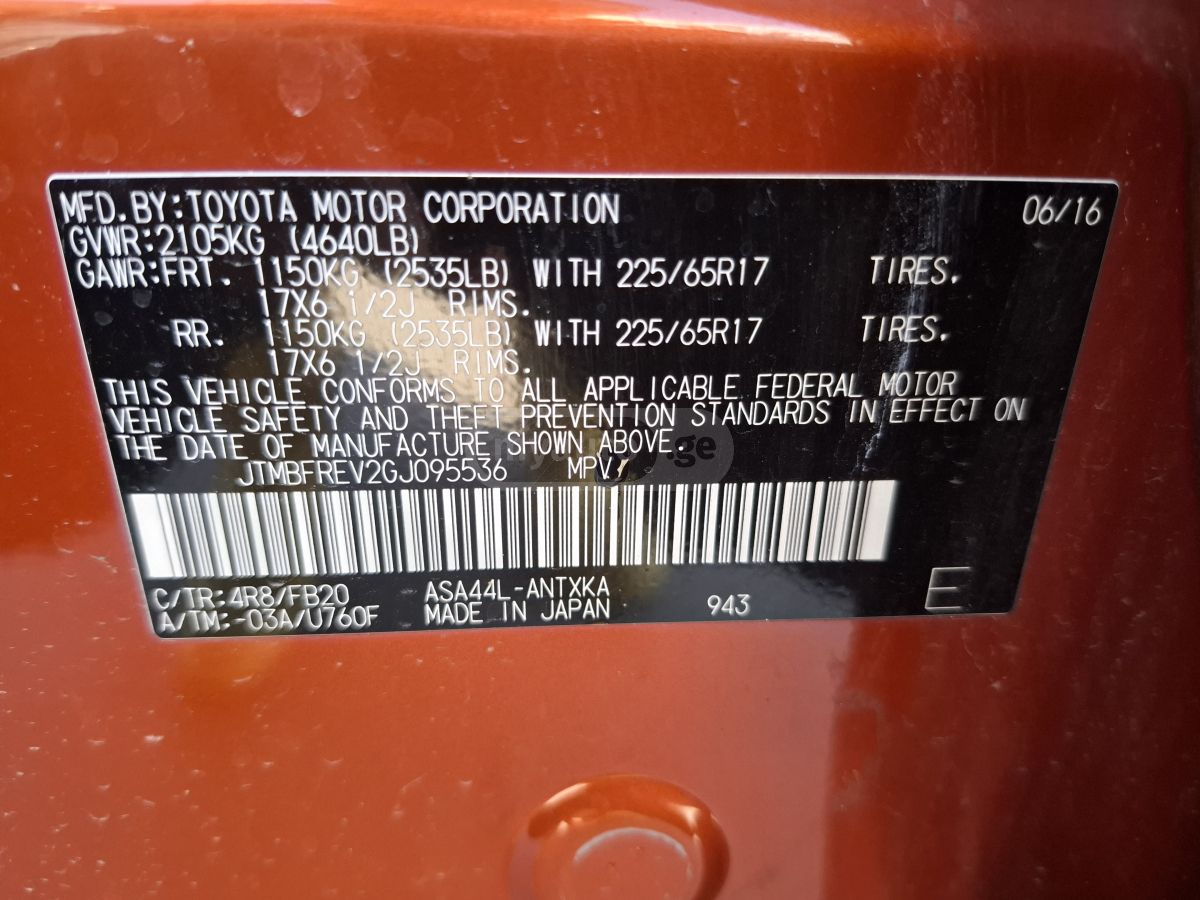 MFD.BY:TOYOTA MOTOR CORPORATION 06/16
GVWR:2105KG (4640LB)
GAWR:FRT. 1150KG (2535LB) WITH 225/65R17 TIRES.
17X6 1/2J RIMS.
RR. 1150KG (2535LB) WITH 225/65R17 TIRES.
17X6 1/2J RIMS.
THIS VEHICLE CONFORMS TO ALL APPLICABLE FEDERAL MOTOR
VEHICLE SAFETY AND THEFT PREVENTION STANDARDS IN EFFECT ON
THE DATE OF MANUFACTURE SHOWN ABOVE.
JTMBFREV2GJ095536 MPV
C/TR:4R8/FB20 ASA44L-ANTXKA
A/TM:-03A/U760F MADE IN JAPAN 943 E